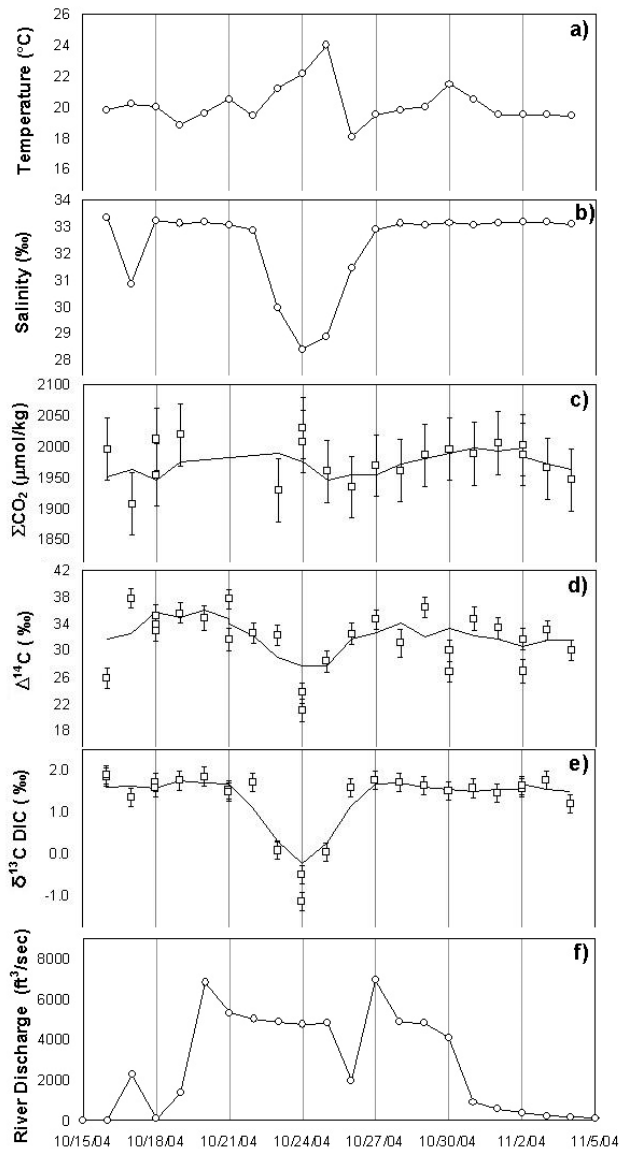 a)
Temperature (°C)
26
24
22
20
18
16
b)
Salinity (‰)
34
33
32
31
30
29
28
c)
ΣCO₂ (μmol/kg)
2100
2050
2000
1950
1900
1850
d)
Δ¹⁴C (‰)
42
38
34
30
26
22
18
e)
δ¹³C DIC (‰)
2.0
1.0
0.0
-1.0
f)
River Discharge (ft³/sec)
8000
6000
4000
2000
0
10/15/04 10/18/04 10/21/04 10/24/04 10/27/04 10/30/04 11/2/04 11/5/04